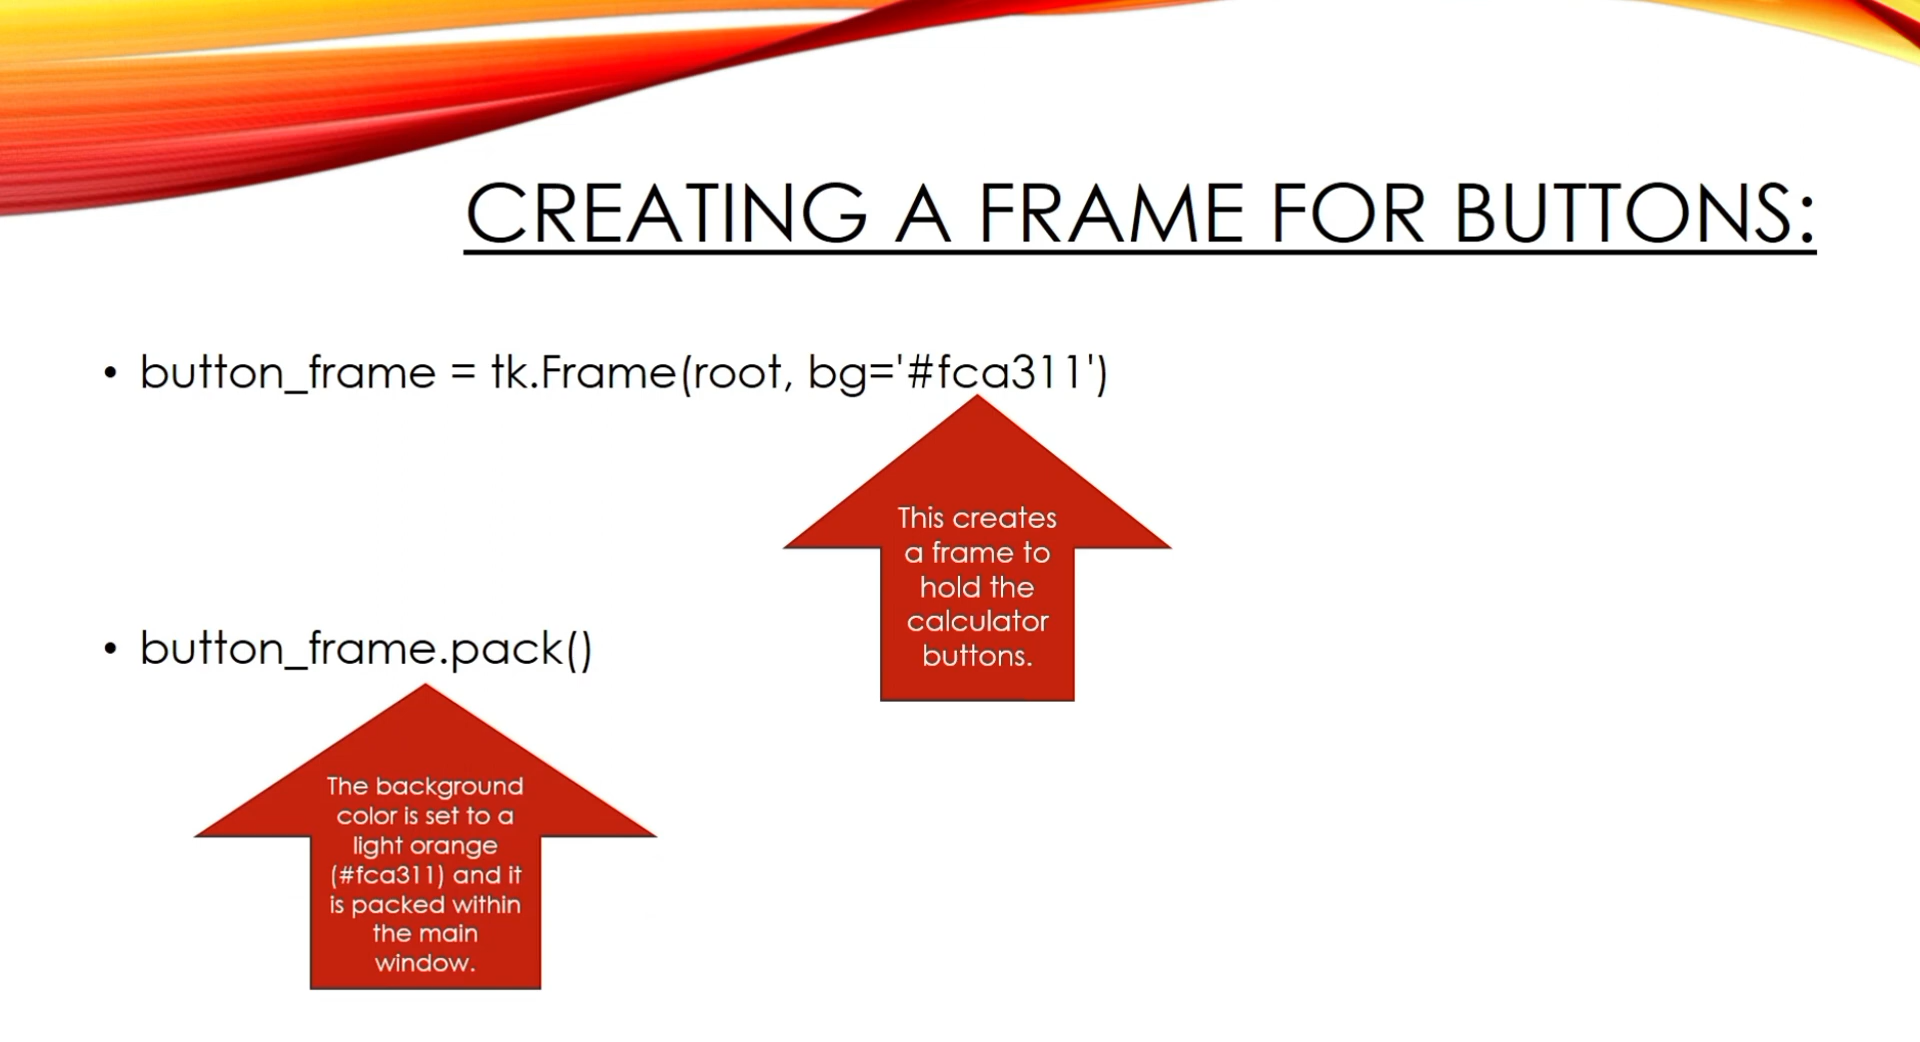 CREATING A FRAME FOR BUTTONS:
• button_frame = tk.Frame(root, bg='#fca311')
This creates
a frame to
hold the
calculator
buttons.
• button_frame.pack()
The background
color is set to a
light orange
(#fca311) and it
is packed within
the main
window.